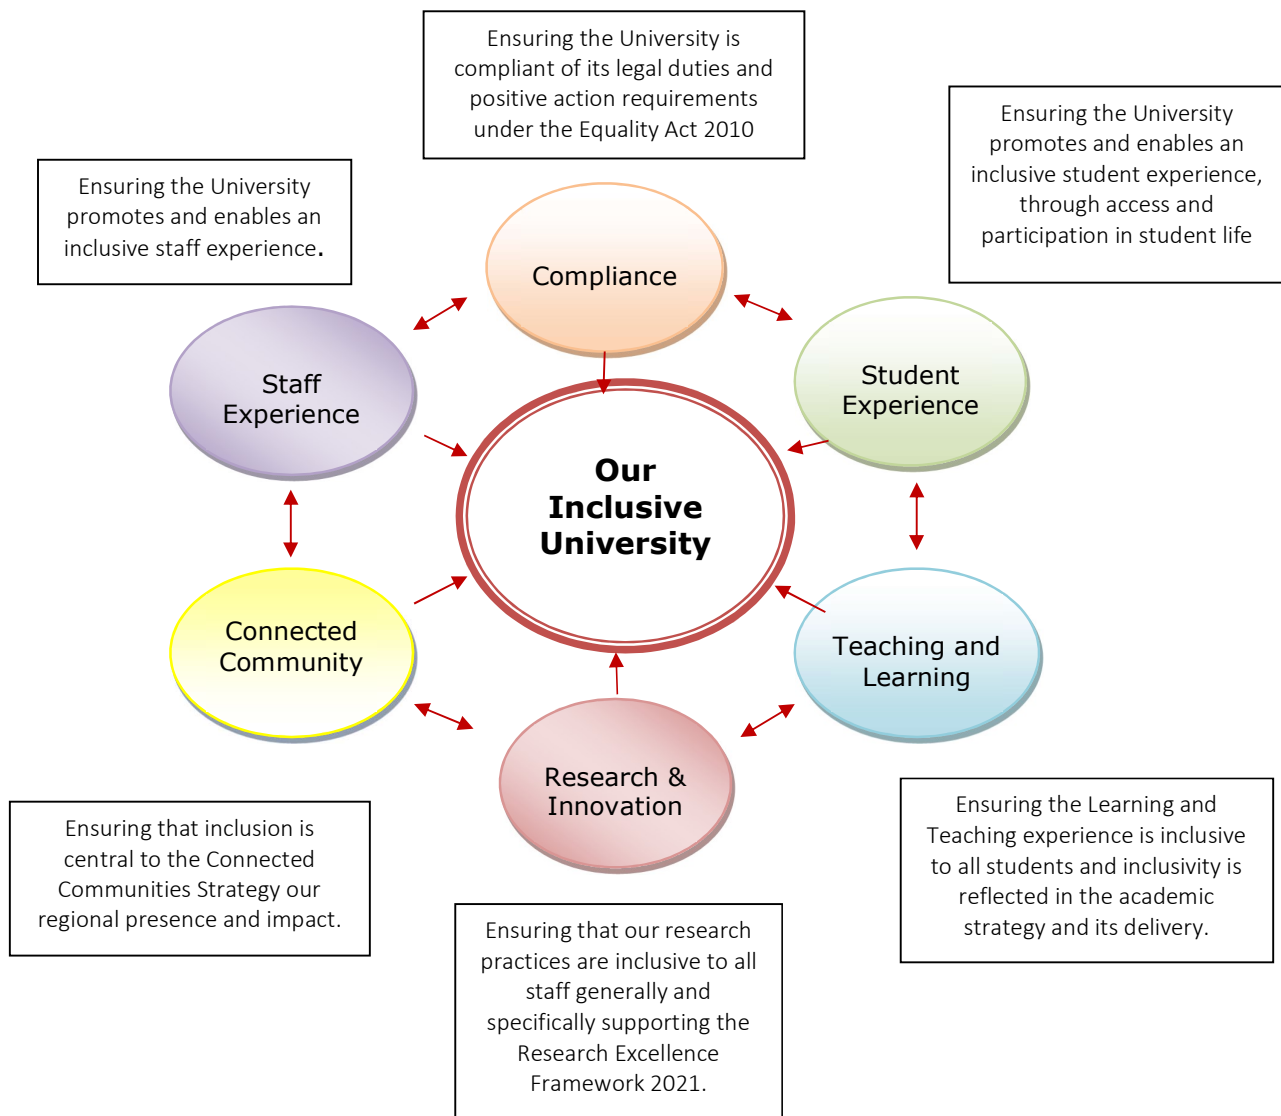 Ensuring the University is
compliant of its legal duties and
positive action requirements
under the Equality Act 2010
Ensuring the University
promotes and enables an
inclusive student experience,
through access and
participation in student life
Ensuring the University
promotes and enables an
inclusive staff experience.
Compliance
Staff
Experience
Student
Experience
Our
Inclusive
University
Connected
Community
Teaching and
Learning
Research &
Innovation
Ensuring that inclusion is
central to the Connected
Communities Strategy our
regional presence and impact.
Ensuring the Learning and
Teaching experience is inclusive
to all students and inclusivity is
reflected in the academic
strategy and its delivery.
Ensuring that our research
practices are inclusive to all
staff generally and
specifically supporting the
Research Excellence
Framework 2021.